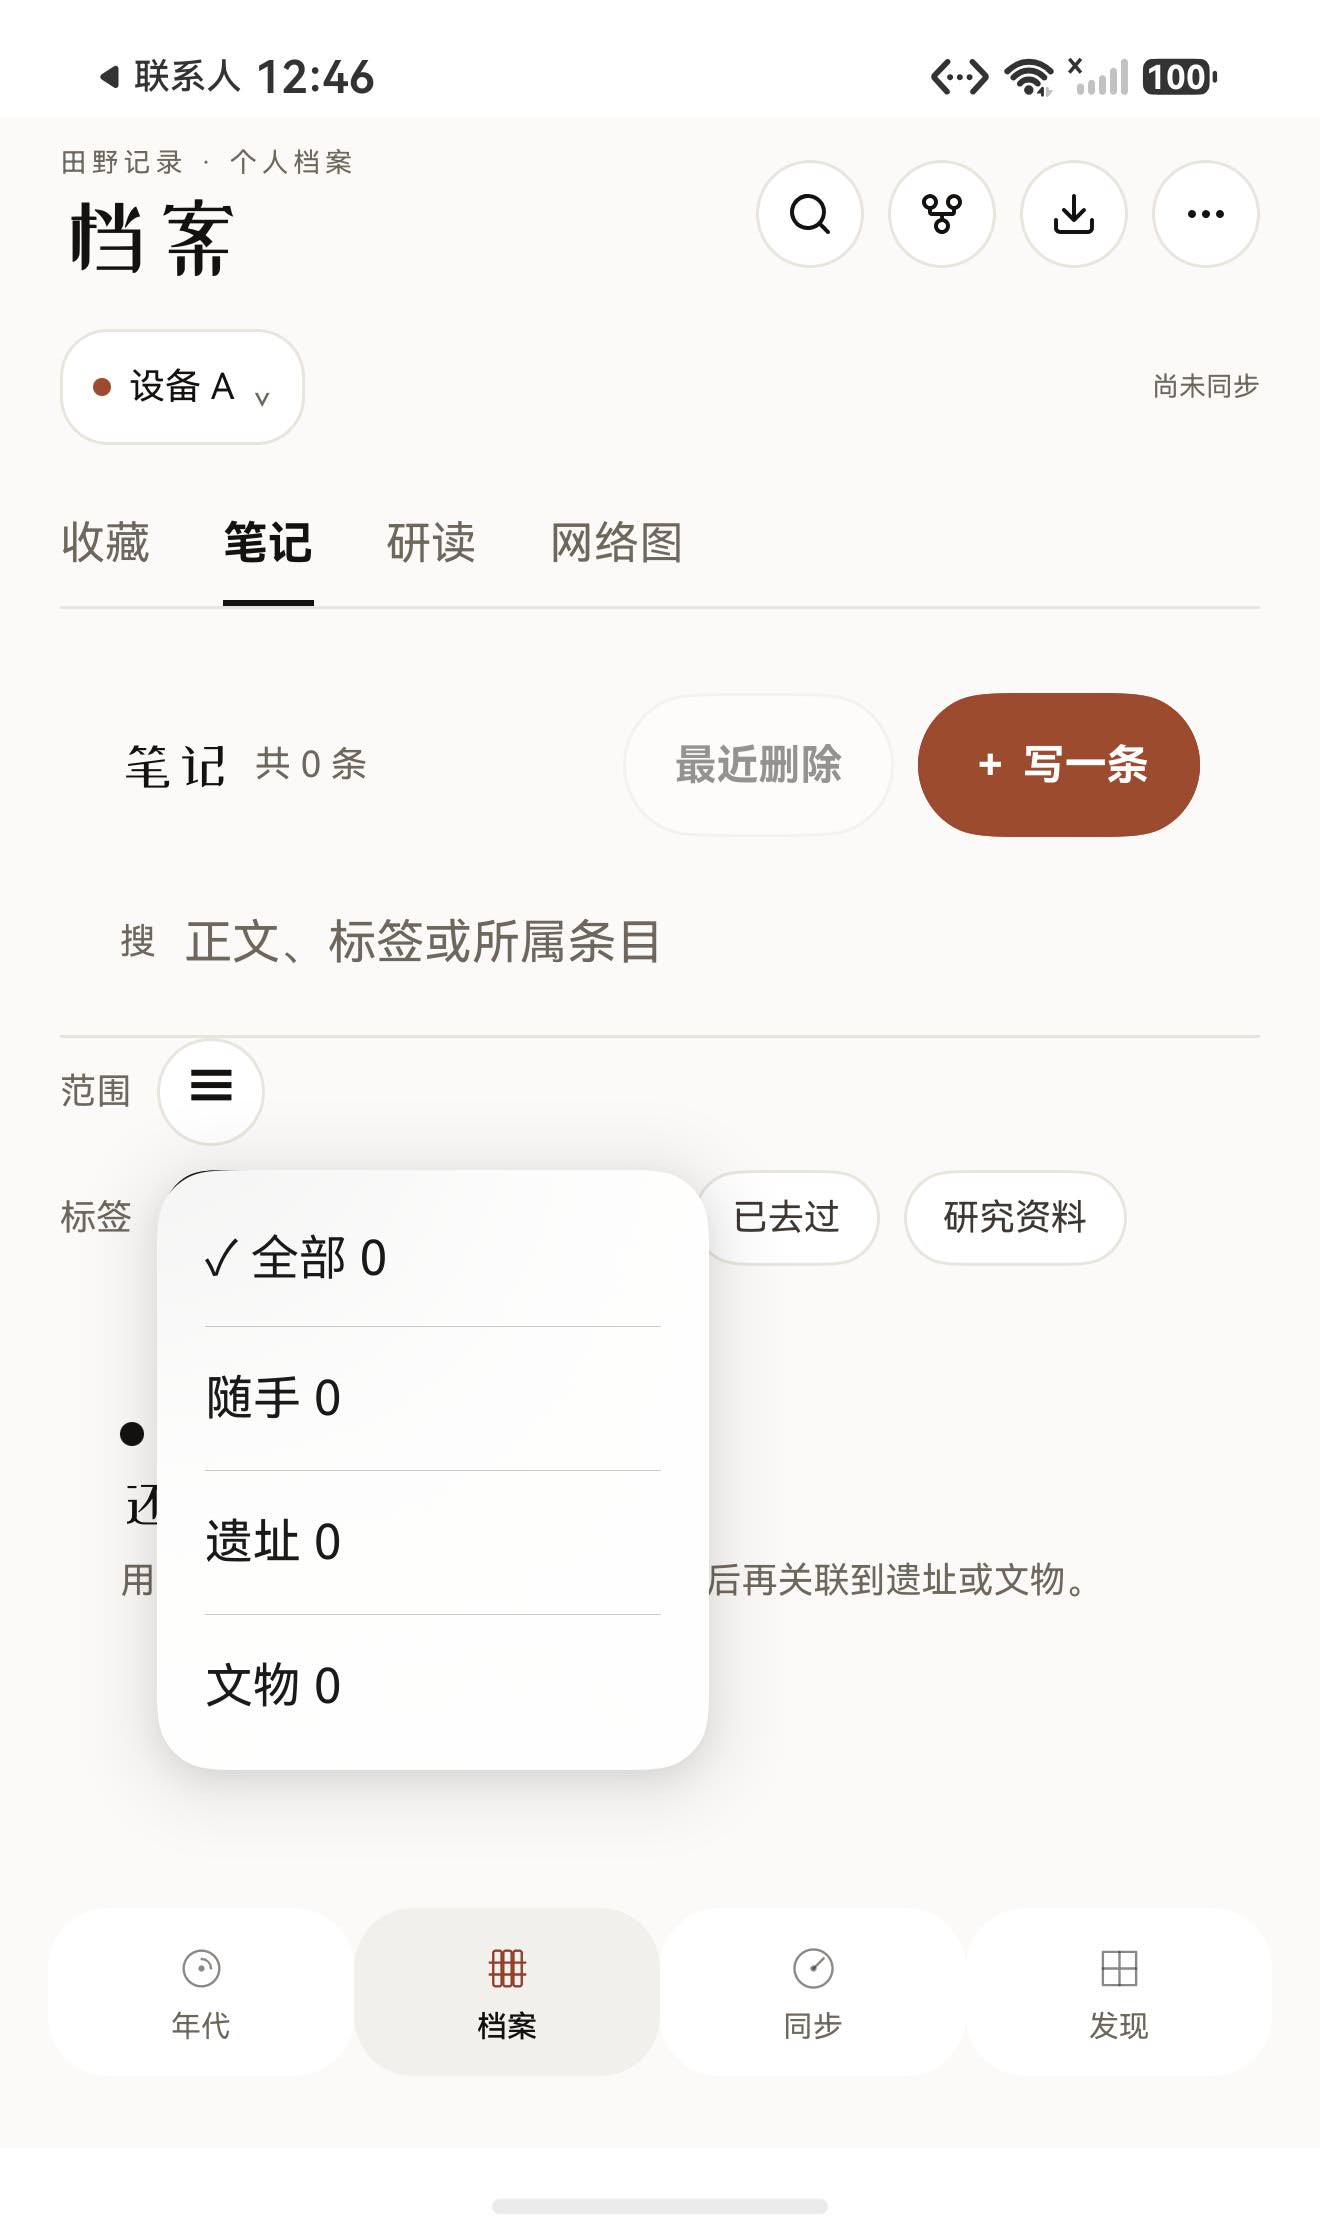 联系人 12:46 100
田野记录 · 个人档案
档案
设备 A
尚未同步
收藏 笔记 研读 网络图
笔记 共 0 条 最近删除 + 写一条
搜 正文、标签或所属条目
范围
标签 已去过 研究资料
✓ 全部 0
随手 0
还
遗址 0
用 后再关联到遗址或文物。
文物 0
年代 档案 同步 发现